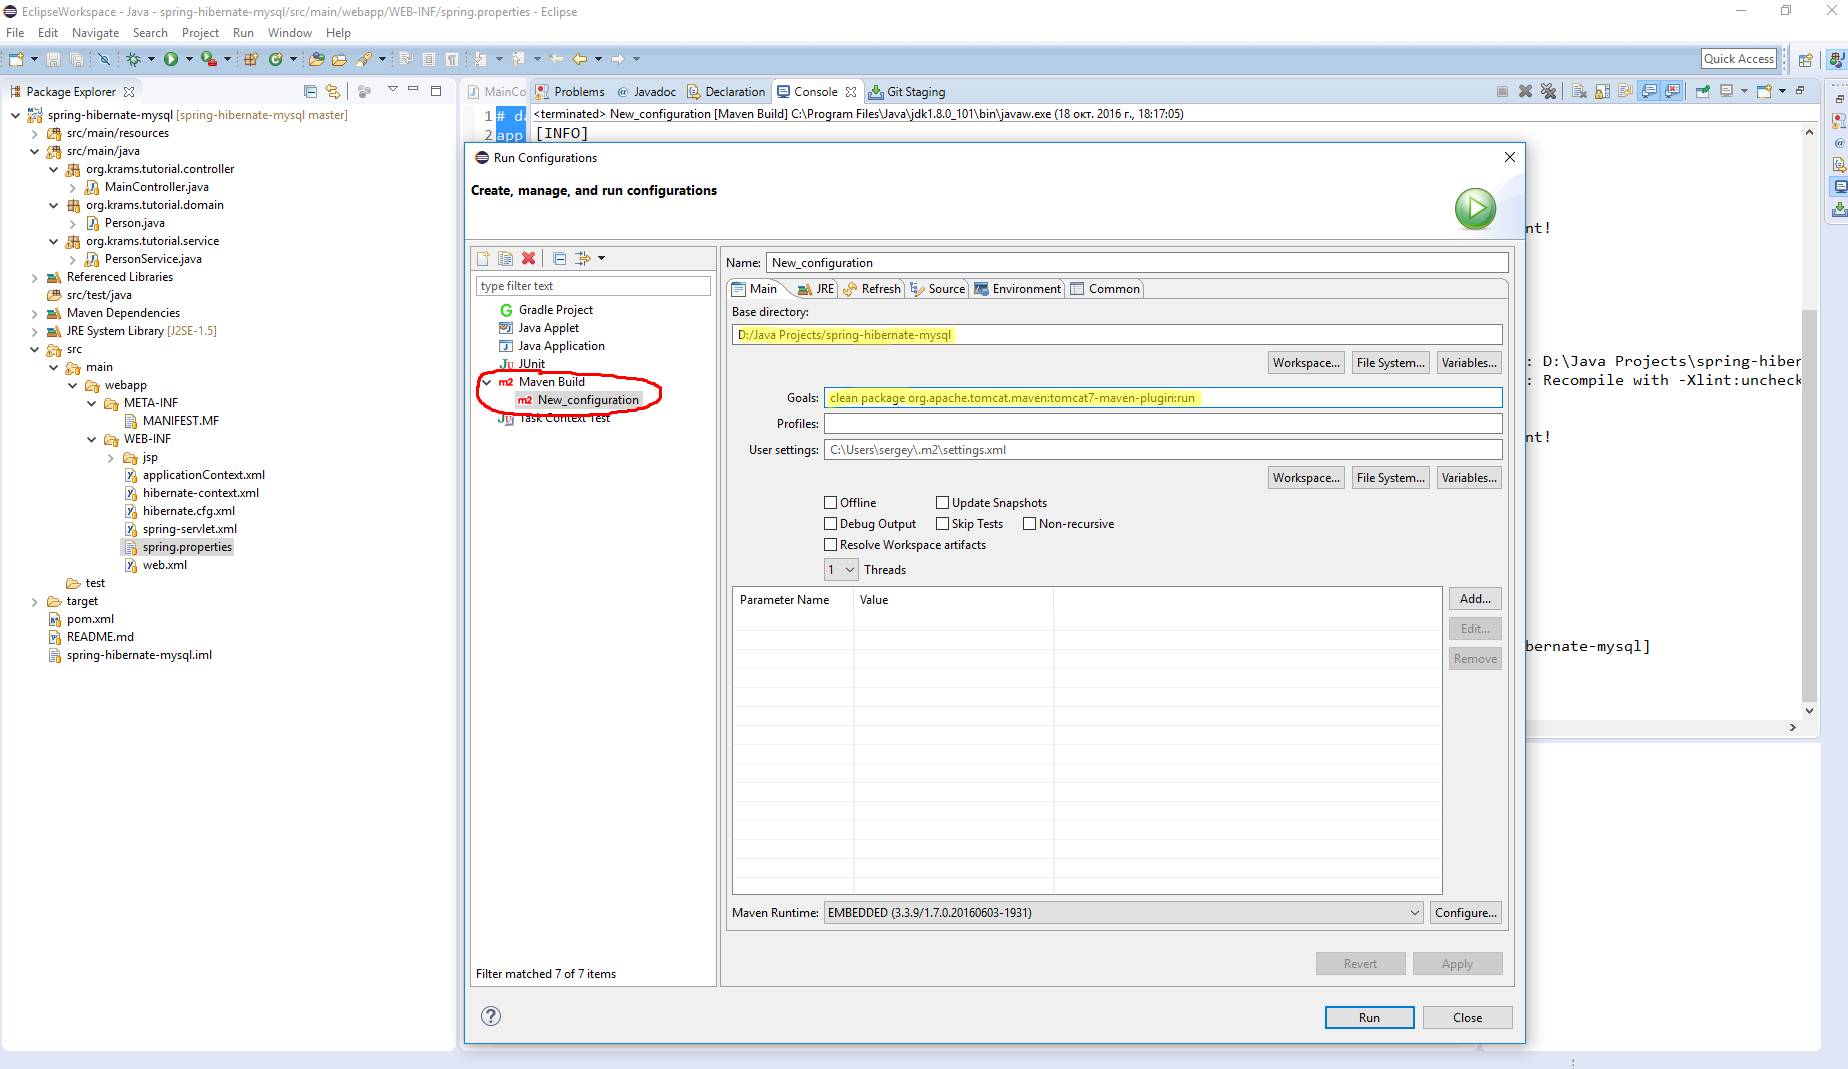 EclipseWorkspace - Java - spring-hibernate-mysql/src/main/webapp/WEB-INF/spring.properties - Eclipse
File Edit Navigate Search Project Run Window Help
Quick Access
Package Explorer
spring-hibernate-mysql [spring-hibernate-mysql master]
src/main/resources
src/main/java
org.krams.tutorial.controller
MainController.java
org.krams.tutorial.domain
Person.java
org.krams.tutorial.service
PersonService.java
Referenced Libraries
src/test/java
Maven Dependencies
JRE System Library [J2SE-1.5]
src
main
webapp
META-INF
MANIFEST.MF
WEB-INF
jsp
applicationContext.xml
hibernate-context.xml
hibernate.cfg.xml
spring-servlet.xml
spring.properties
web.xml
test
target
pom.xml
README.md
spring-hibernate-mysql.iml
MainCo
1 # da
2 app
Problems Javadoc Declaration Console Git Staging
<terminated> New_configuration [Maven Build] C:\Program Files\Java\jdk1.8.0_101\bin\javaw.exe (18 окт. 2016 г., 18:17:05)
[INFO]
nt!
: D:\Java Projects\spring-hiber
: Recompile with -Xlint:uncheck
nt!
bernate-mysql]
Run Configurations
Create, manage, and run configurations
type filter text
Gradle Project
Java Applet
Java Application
JUnit
Maven Build
New_configuration
Task Context Test
Filter matched 7 of 7 items
Name: New_configuration
Main JRE Refresh Source Environment Common
Base directory:
D:/Java Projects/spring-hibernate-mysql
Workspace... File System... Variables...
Goals: clean package org.apache.tomcat.maven:tomcat7-maven-plugin:run
Profiles:
User settings: C:\Users\sergey\.m2\settings.xml
Workspace... File System... Variables...
Offline Update Snapshots
Debug Output Skip Tests Non-recursive
Resolve Workspace artifacts
1 Threads
Parameter Name Value
Add...
Edit...
Remove
Maven Runtime: EMBEDDED (3.3.9/1.7.0.20160603-1931) Configure...
Revert Apply
Run Close